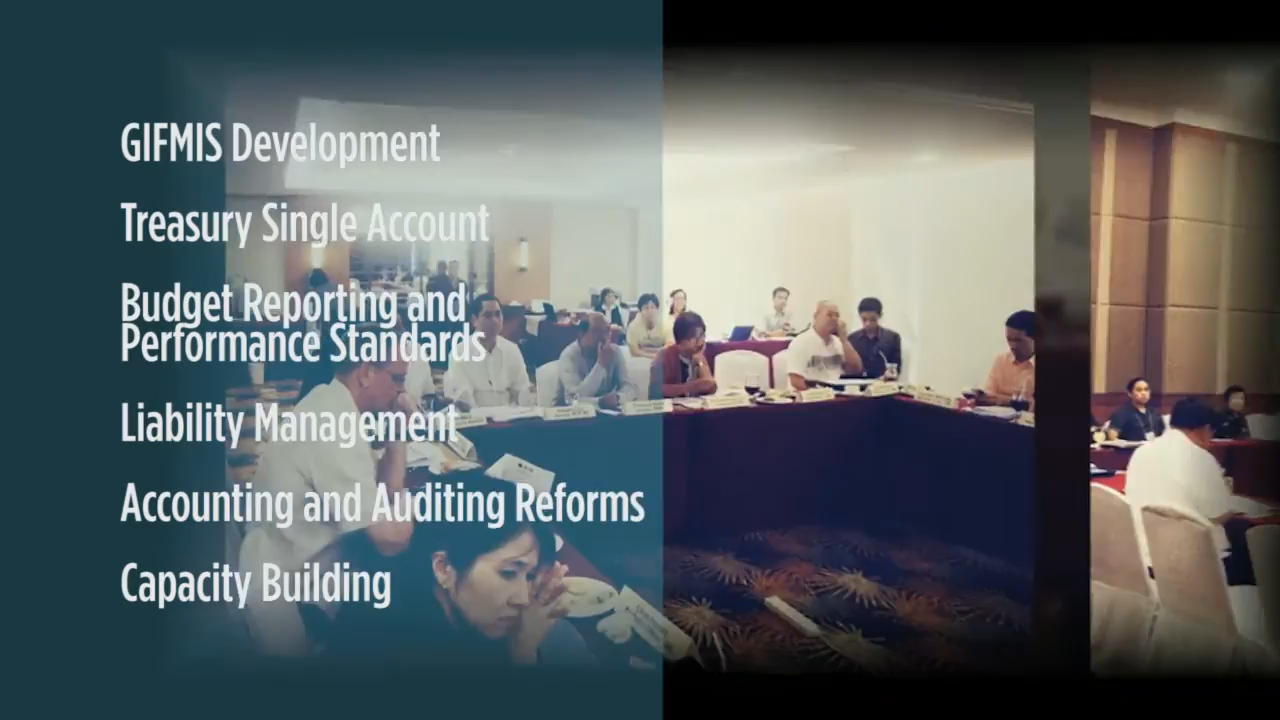 GIFMIS Development
Treasury Single Account
Budget Reporting and
Performance Standards
Liability Management
Accounting and Auditing Reforms
Capacity Building